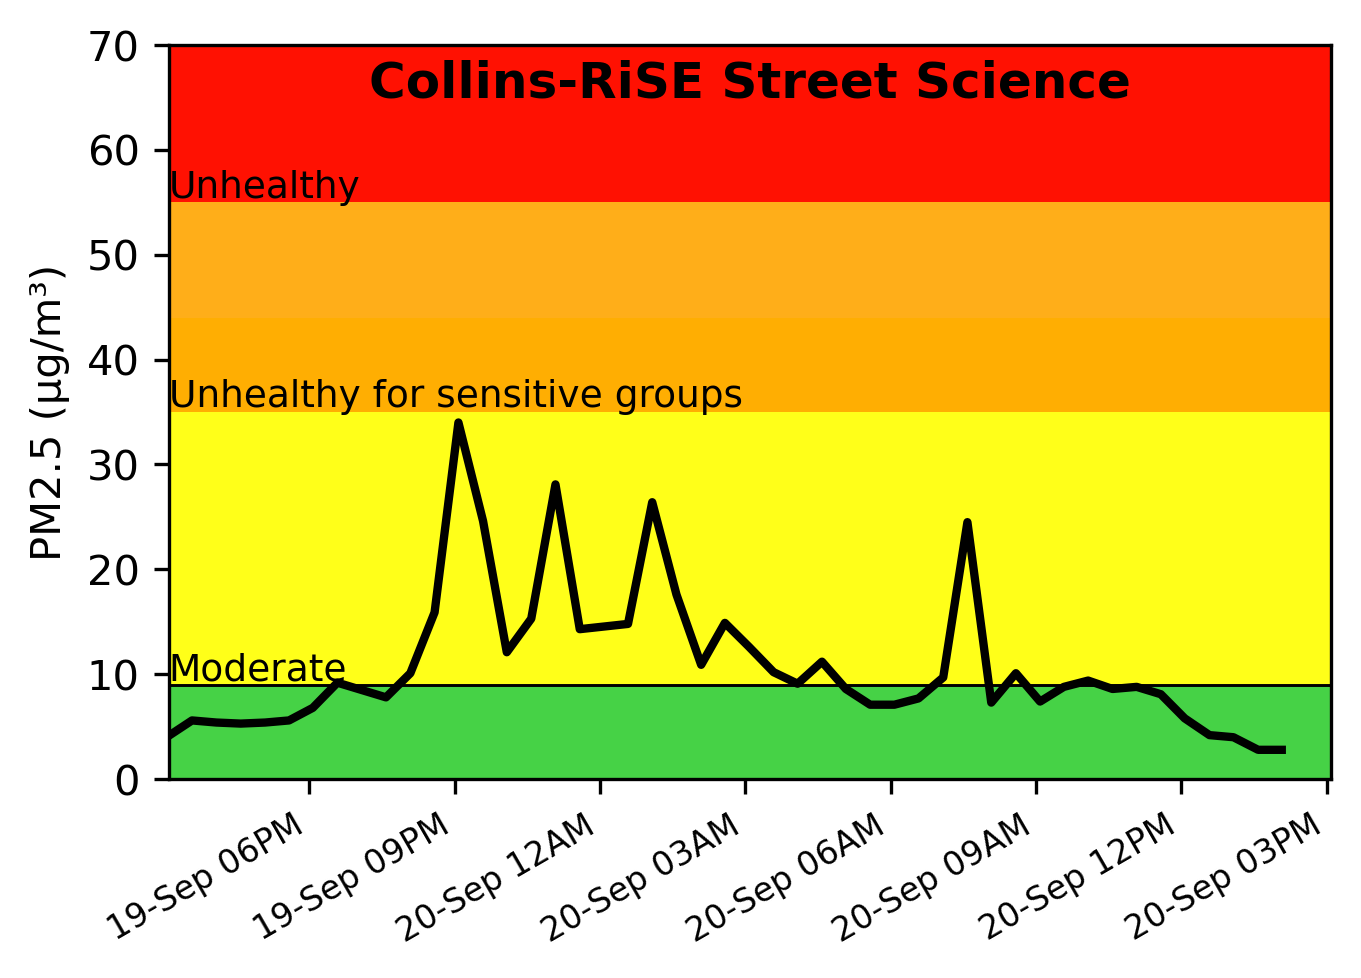 Collins-RiSE Street Science
PM2.5 (µg/m³)
70
60
50
40
30
20
10
0
Unhealthy
Unhealthy for sensitive groups
Moderate
19-Sep 06PM
19-Sep 09PM
20-Sep 12AM
20-Sep 03AM
20-Sep 06AM
20-Sep 09AM
20-Sep 12PM
20-Sep 03PM